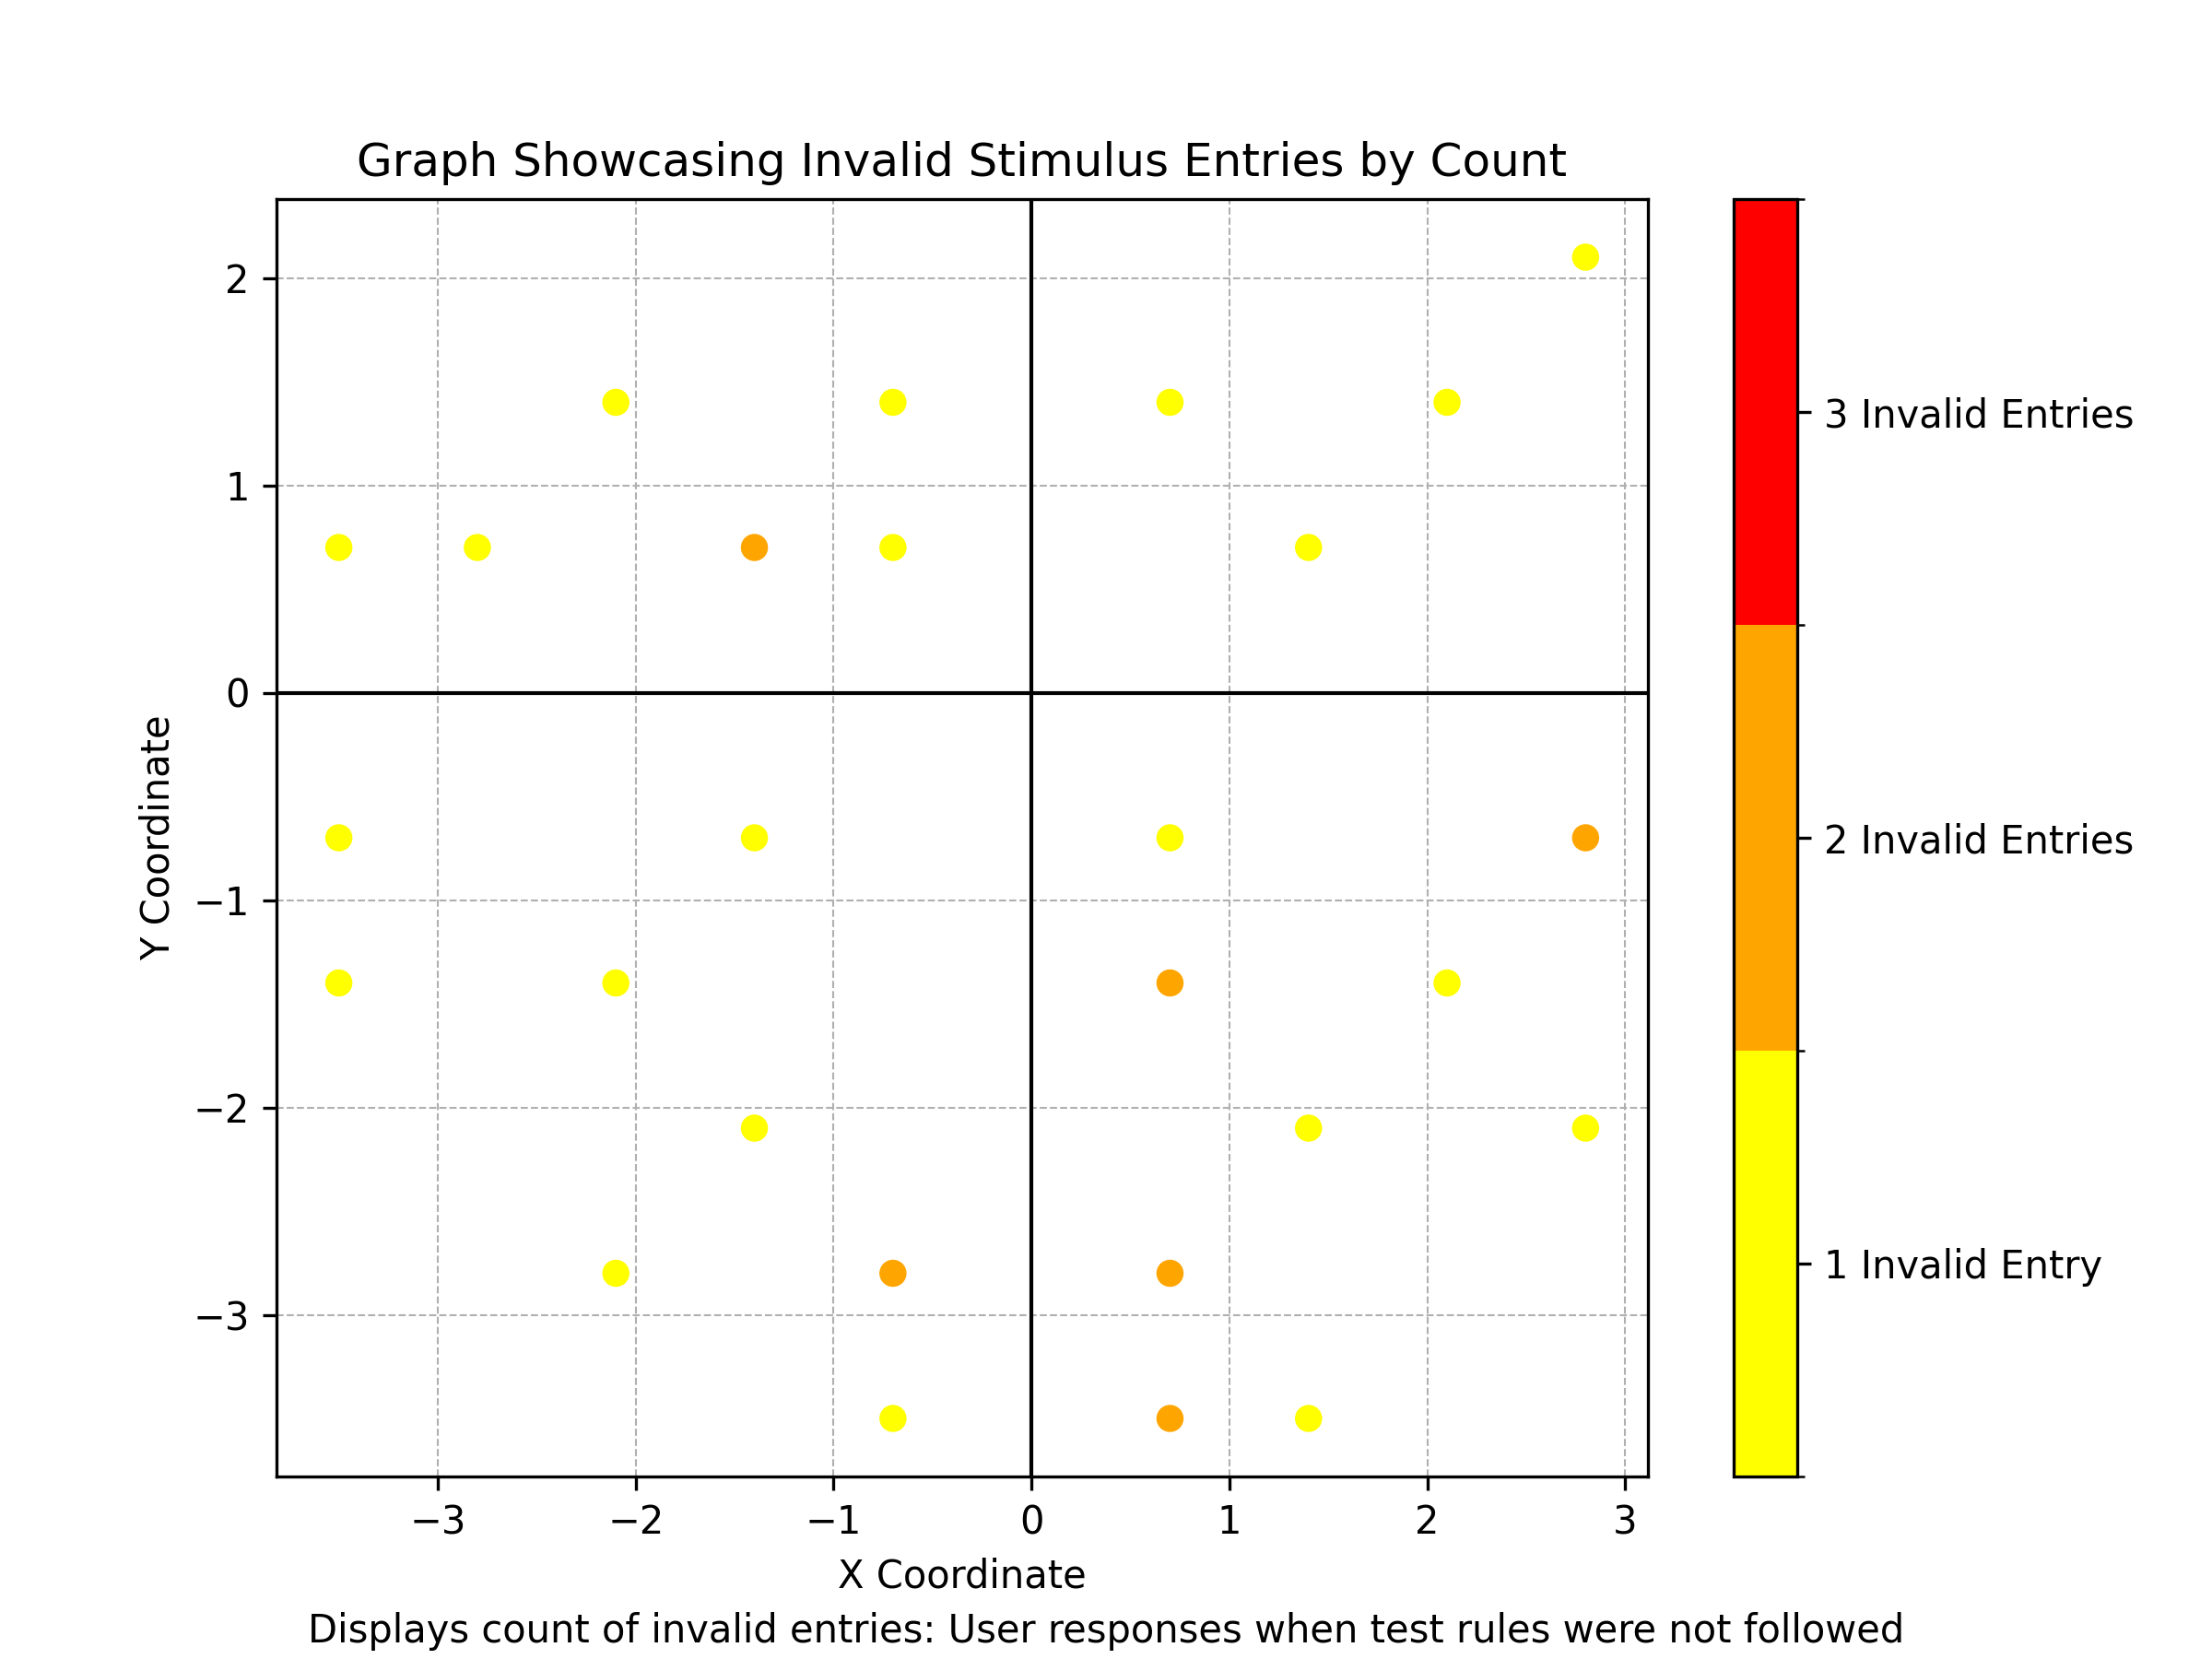 Graph Showcasing Invalid Stimulus Entries by Count
2
1
0
−1
−2
−3
Y Coordinate
−3 −2 −1 0 1 2 3
X Coordinate
3 Invalid Entries
2 Invalid Entries
1 Invalid Entry
Displays count of invalid entries: User responses when test rules were not followed